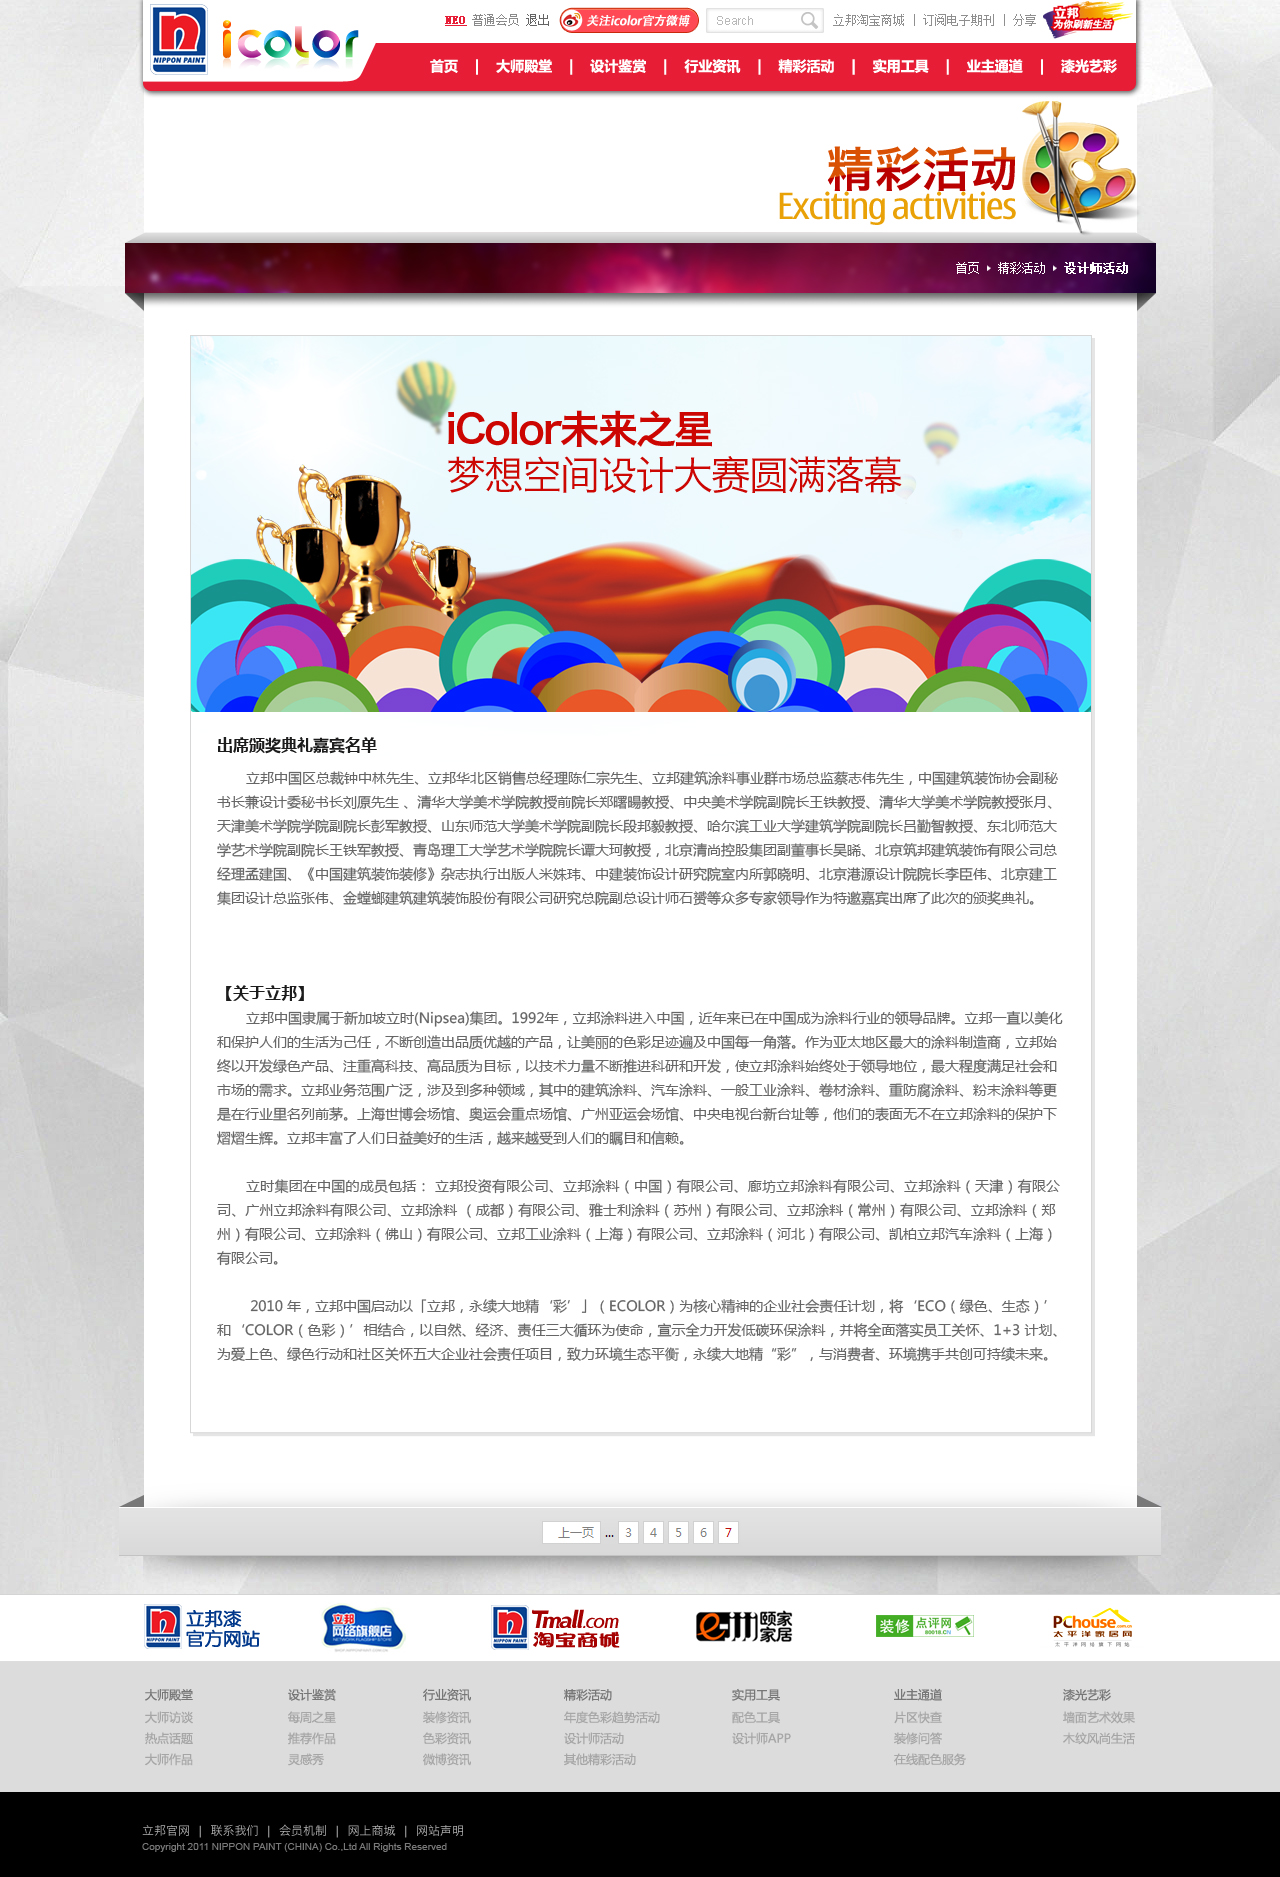 NIPPON PAINT
icolor
NEO 普通会员 退出
关注icolor官方微博
Search
立邦淘宝商城 | 订阅电子期刊 | 分享
立邦
为你刷新生活
首页 | 大师殿堂 | 设计鉴赏 | 行业资讯 | 精彩活动 | 实用工具 | 业主通道 | 漆光艺彩
精彩活动
Exciting activities
首页 精彩活动 设计师活动
iColor未来之星
梦想空间设计大赛圆满落幕
出席颁奖典礼嘉宾名单
立邦中国区总裁钟中林先生、立邦华北区销售总经理陈仁宗先生、立邦建筑涂料事业群市场总监蔡志伟先生，中国建筑装饰协会副秘
书长兼设计委秘书长刘原先生 、清华大学美术学院教授前院长郑曙旸教授、中央美术学院副院长王铁教授、清华大学美术学院教授张月、
天津美术学院学院副院长彭军教授、山东师范大学美术学院副院长段邦毅教授、哈尔滨工业大学建筑学院副院长吕勤智教授、东北师范大
学艺术学院副院长王铁军教授、青岛理工大学艺术学院院长谭大珂教授，北京清尚控股集团副董事长吴晞、北京筑邦建筑装饰有限公司总
经理孟建国、《中国建筑装饰装修》杂志执行出版人米姝玮、中建装饰设计研究院室内所郭晓明、北京港源设计院院长李臣伟、北京建工
集团设计总监张伟、金螳螂建筑建筑装饰股份有限公司研究总院副总设计师石赟等众多专家领导作为特邀嘉宾出席了此次的颁奖典礼。
【关于立邦】
立邦中国隶属于新加坡立时(Nipsea)集团。1992年，立邦涂料进入中国，近年来已在中国成为涂料行业的领导品牌。立邦一直以美化
和保护人们的生活为己任，不断创造出品质优越的产品，让美丽的色彩足迹遍及中国每一角落。作为亚太地区最大的涂料制造商，立邦始
终以开发绿色产品、注重高科技、高品质为目标，以技术力量不断推进科研和开发，使立邦涂料始终处于领导地位，最大程度满足社会和
市场的需求。立邦业务范围广泛，涉及到多种领域，其中的建筑涂料、汽车涂料、一般工业涂料、卷材涂料、重防腐涂料、粉末涂料等更
是在行业里名列前茅。上海世博会场馆、奥运会重点场馆、广州亚运会场馆、中央电视台新台址等，他们的表面无不在立邦涂料的保护下
熠熠生辉。立邦丰富了人们日益美好的生活，越来越受到人们的瞩目和信赖。
立时集团在中国的成员包括： 立邦投资有限公司、立邦涂料（中国）有限公司、廊坊立邦涂料有限公司、立邦涂料（天津）有限公
司、广州立邦涂料有限公司、立邦涂料 （成都）有限公司、雅士利涂料（苏州）有限公司、立邦涂料（常州）有限公司、立邦涂料（郑
州）有限公司、立邦涂料（佛山）有限公司、立邦工业涂料（上海）有限公司、立邦涂料（河北）有限公司、凯柏立邦汽车涂料（上海）
有限公司。
2010 年，立邦中国启动以「立邦，永续大地精‘彩’」（ECOLOR）为核心精神的企业社会责任计划，将‘ECO（绿色、生态）’
和‘COLOR（色彩）’相结合，以自然、经济、责任三大循环为使命，宣示全力开发低碳环保涂料，并将全面落实员工关怀、1+3 计划、
为爱上色、绿色行动和社区关怀五大企业社会责任项目，致力环境生态平衡，永续大地精“彩”，与消费者、环境携手共创可持续未来。
上一页 ... 3 4 5 6 7
NIPPON PAINT 立邦漆
官方网站
立邦
网络旗舰店
NETWORK FLAGSHIP STORE
NIPPON PAINT Tmall.com
淘宝商城
颐家
家居
装修点评网
80018.CN
PChouse.com.cn
太平洋家居网
太平洋网络旗下网站
大师殿堂 设计鉴赏 行业资讯 精彩活动 实用工具 业主通道 漆光艺彩
大师访谈 每周之星 装修资讯 年度色彩趋势活动 配色工具 片区快查 墙面艺术效果
热点话题 推荐作品 色彩资讯 设计师活动 设计师APP 装修问答 木纹风尚生活
大师作品 灵感秀 微博资讯 其他精彩活动 在线配色服务
立邦官网 | 联系我们 | 会员机制 | 网上商城 | 网站声明
Copyright 2011 NIPPON PAINT (CHINA) Co.,Ltd All Rights Reserved